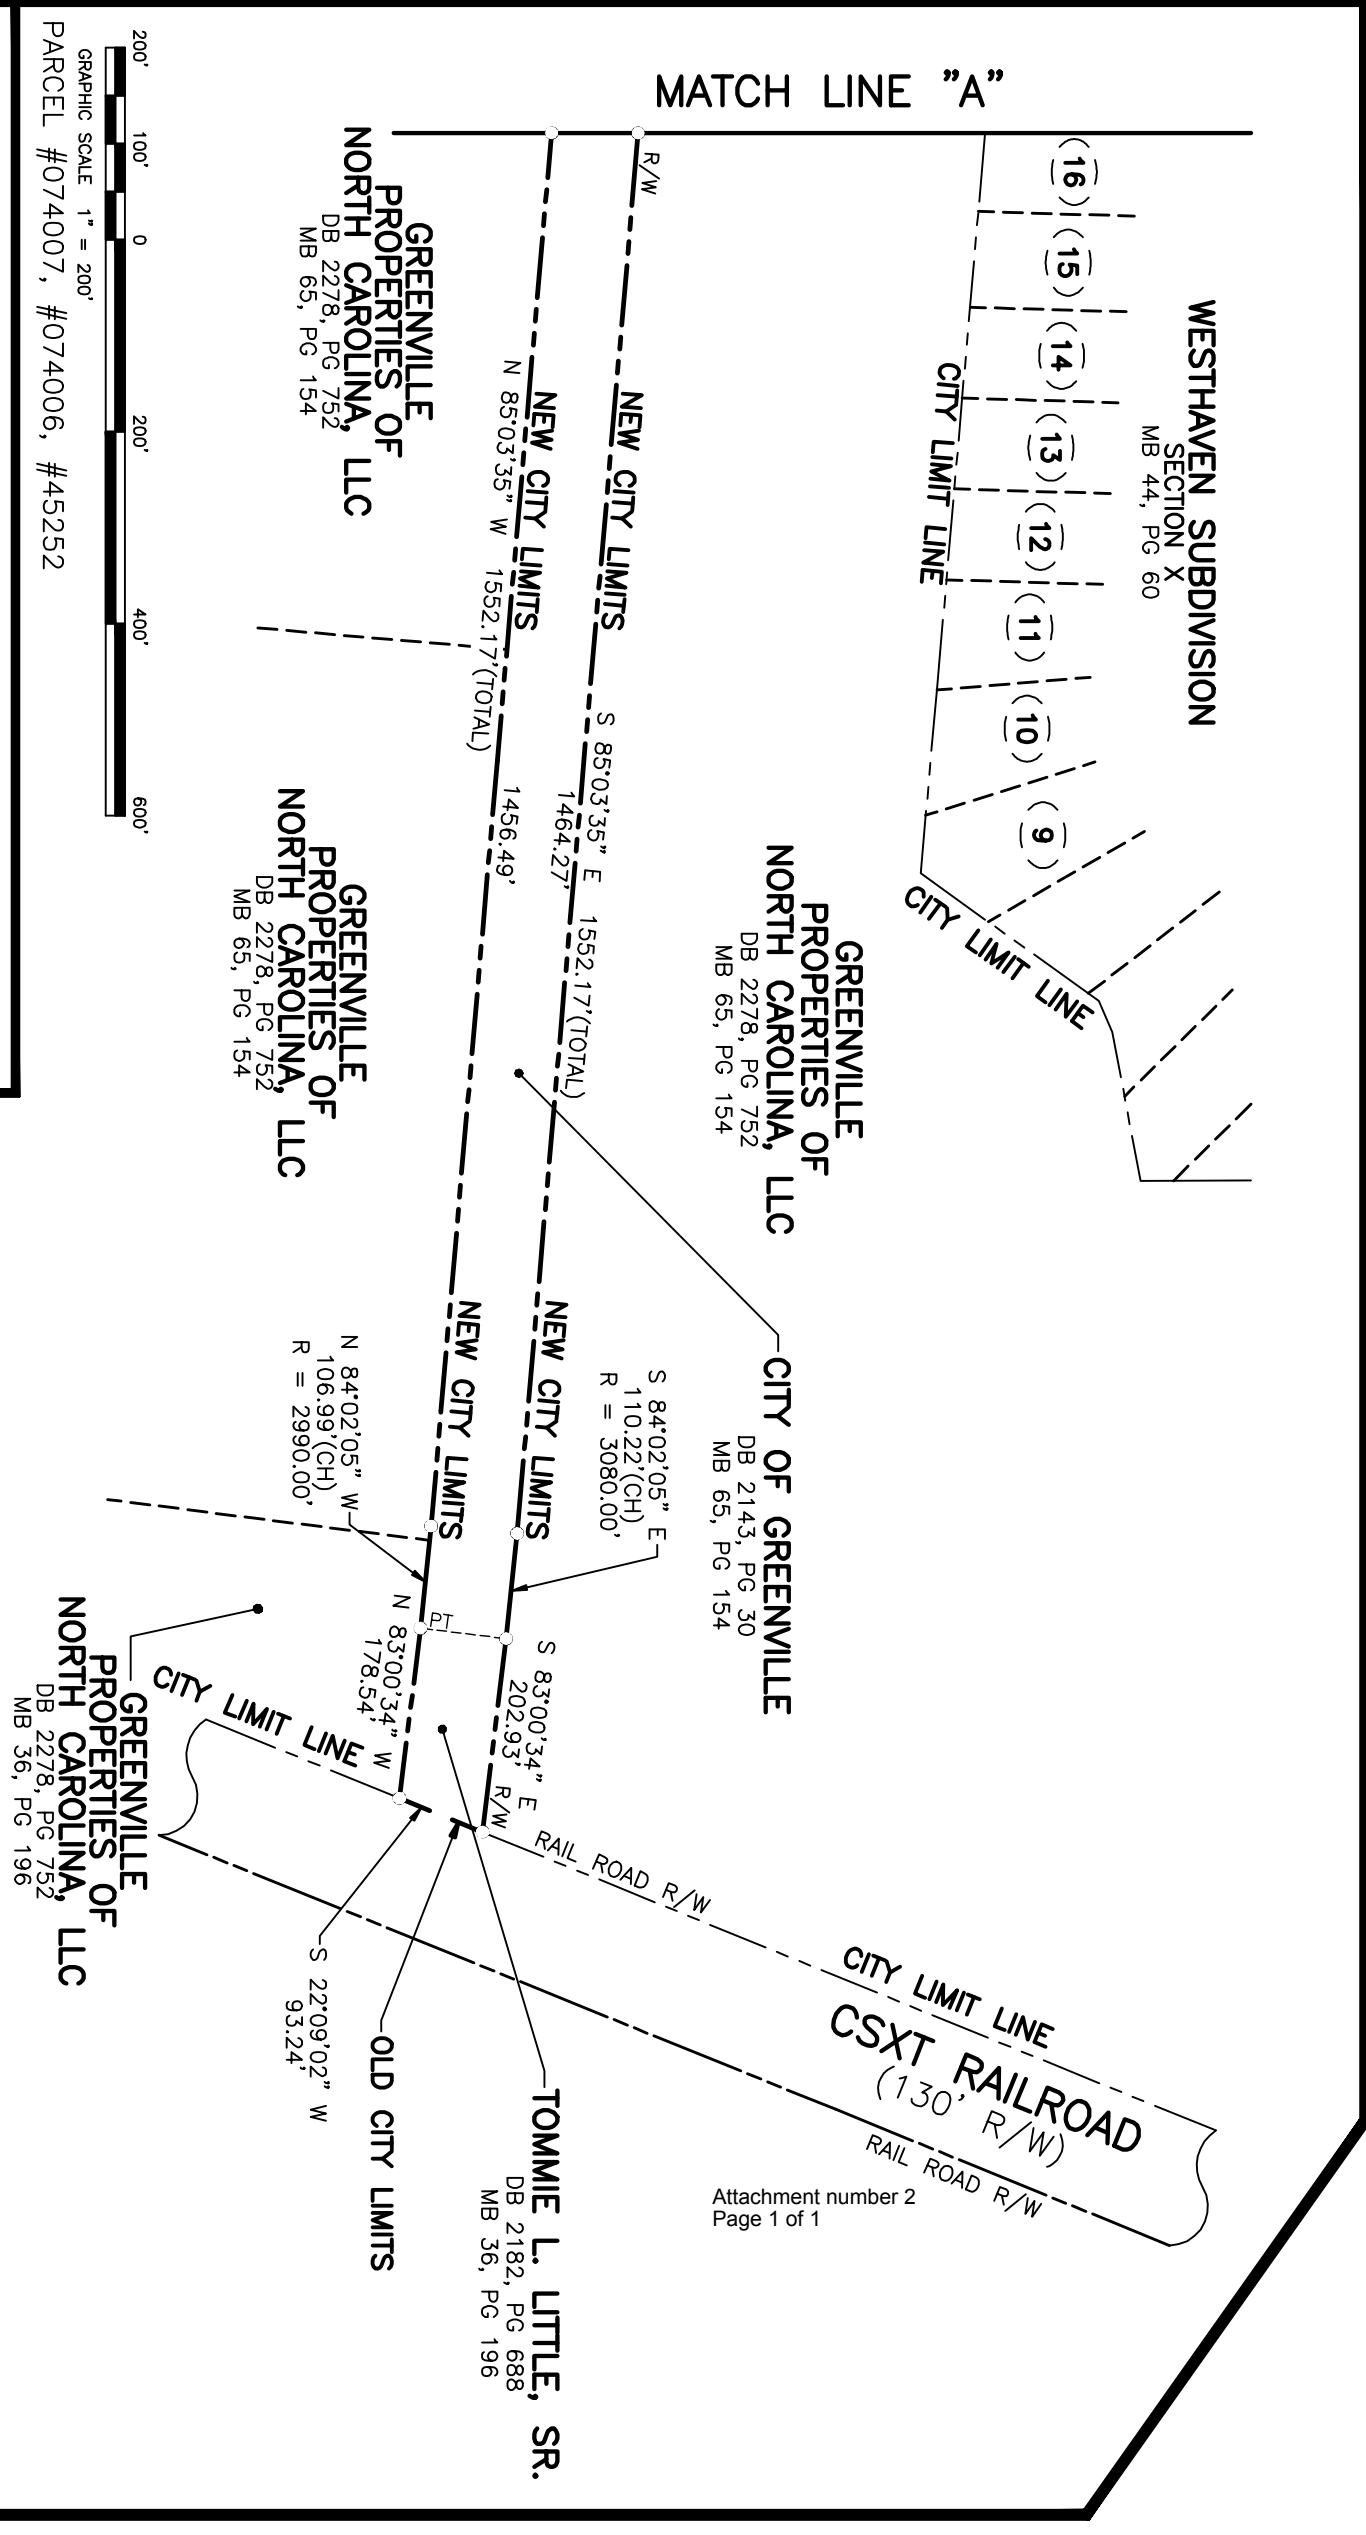 MATCH LINE "A"
WESTHAVEN SUBDIVISION
SECTION X
MB 44, PG 60
(16)
(15)
(14)
(13)
(12)
(11)
(10)
(9)
CITY LIMIT LINE
CITY LIMIT LINE
R/W
NEW CITY LIMITS
S 85°03'35" E 1552.17'(TOTAL)
1464.27'
NEW CITY LIMITS
N 85°03'35" W 1552.17'(TOTAL)
1456.49'
GREENVILLE
PROPERTIES OF
NORTH CAROLINA, LLC
DB 2278, PG 752
MB 65, PG 154
GREENVILLE
PROPERTIES OF
NORTH CAROLINA, LLC
DB 2278, PG 752
MB 65, PG 154
GREENVILLE
PROPERTIES OF
NORTH CAROLINA, LLC
DB 2278, PG 752
MB 65, PG 154
CITY OF GREENVILLE
DB 2143, PG 30
MB 65, PG 154
NEW CITY LIMITS
NEW CITY LIMITS
S 84°02'05" E
110.22'(CH)
R = 3080.00'
N 84°02'05" W
106.99'(CH)
R = 2990.00'
PT
S 83°00'34" E
202.93'
R/W
N 83°00'34" W
178.54'
CITY LIMIT LINE
RAIL ROAD R/W
CITY LIMIT LINE
CSXT RAILROAD
(130' R/W)
RAIL ROAD R/W
S 22°09'02" W
93.24'
OLD CITY LIMITS
TOMMIE L. LITTLE, SR.
DB 2182, PG 688
MB 36, PG 196
GREENVILLE
PROPERTIES OF
NORTH CAROLINA, LLC
DB 2278, PG 752
MB 36, PG 196
200' 100' 0 200' 400' 600'
GRAPHIC SCALE 1" = 200'
PARCEL #074007, #074006, #45252
Attachment number 2
Page 1 of 1